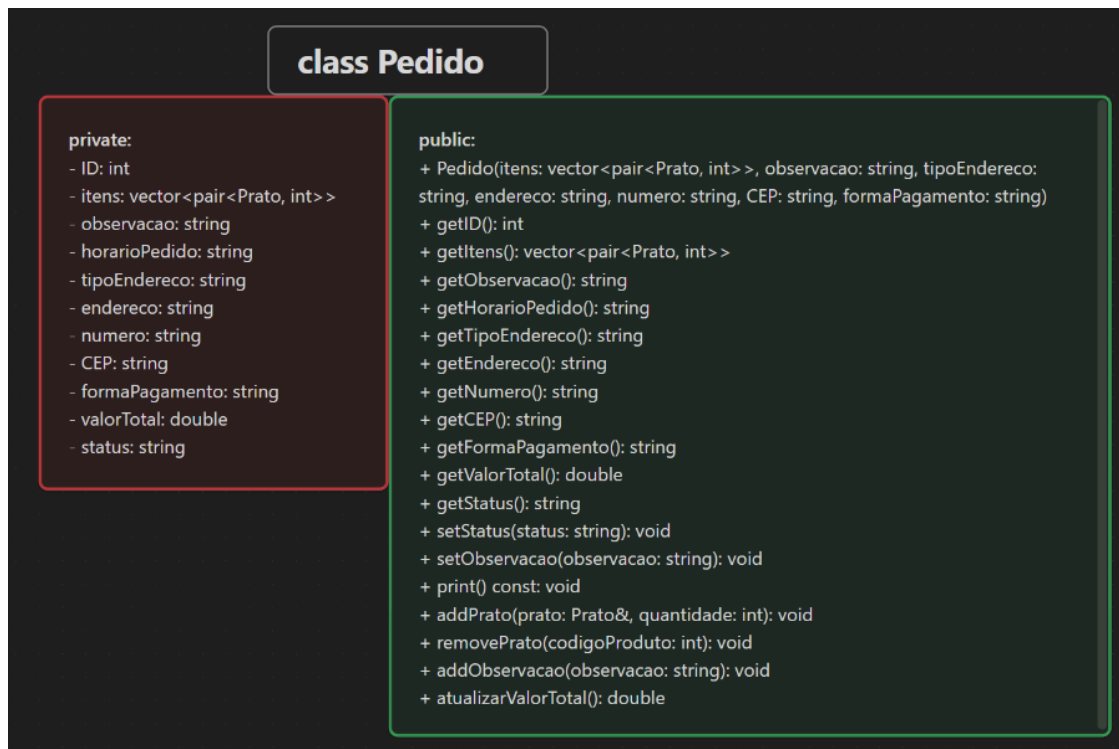 class Pedido
private:
- ID: int
- itens: vector<pair<Prato, int>>
- observacao: string
- horarioPedido: string
- tipoEndereco: string
- endereco: string
- numero: string
- CEP: string
- formaPagamento: string
- valorTotal: double
- status: string
public:
+ Pedido(itens: vector<pair<Prato, int>>, observacao: string, tipoEndereco:
string, endereco: string, numero: string, CEP: string, formaPagamento: string)
+ getID(): int
+ getItens(): vector<pair<Prato, int>>
+ getObservacao(): string
+ getHorarioPedido(): string
+ getTipoEndereco(): string
+ getEndereco(): string
+ getNumero(): string
+ getCEP(): string
+ getFormaPagamento(): string
+ getValorTotal(): double
+ getStatus(): string
+ setStatus(status: string): void
+ setObservacao(observacao: string): void
+ print() const: void
+ addPrato(prato: Prato&, quantidade: int): void
+ removePrato(codigoProduto: int): void
+ addObservacao(observacao: string): void
+ atualizarValorTotal(): double